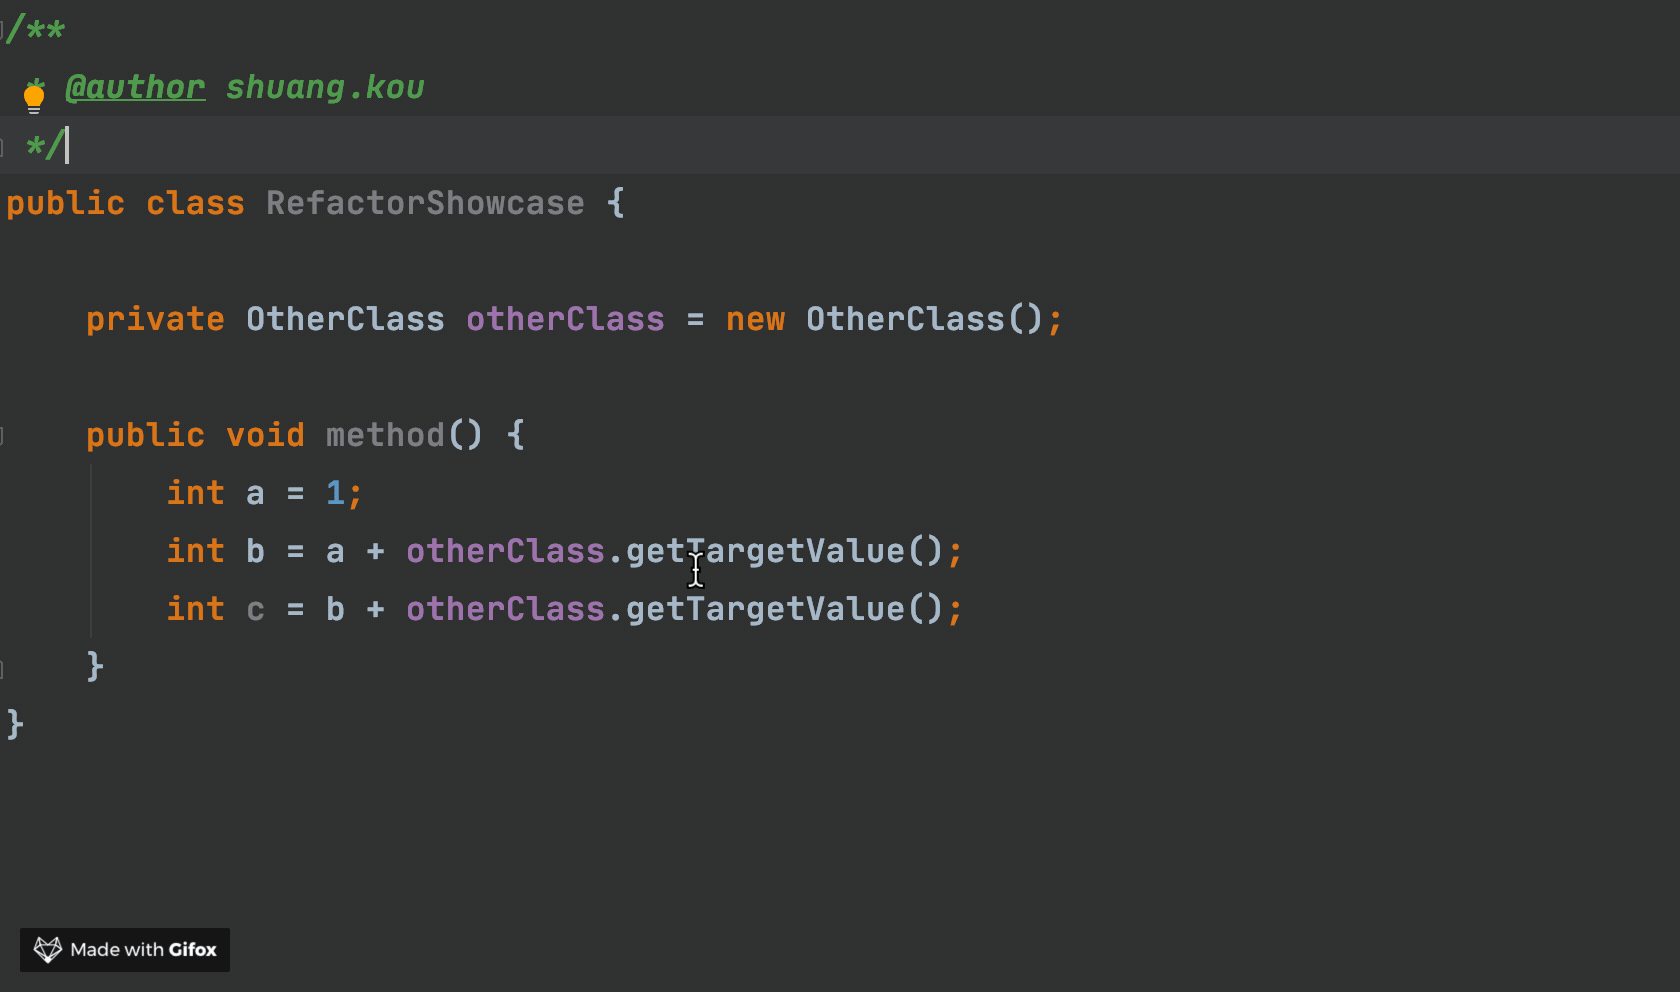 /**
* @author shuang.kou
*/
public class RefactorShowcase {
private OtherClass otherClass = new OtherClass();
public void method() {
int a = 1;
int b = a + otherClass.getTargetValue();
int c = b + otherClass.getTargetValue();
}
}
Made with Gifox